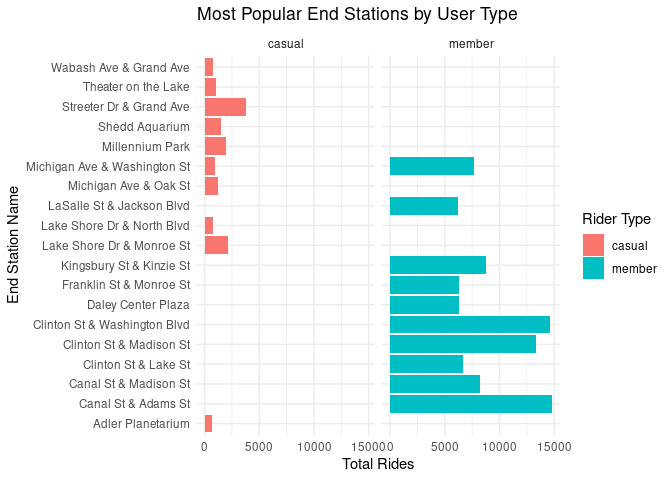 Most Popular End Stations by User Type
casual
member
Wabash Ave & Grand Ave
Theater on the Lake
Streeter Dr & Grand Ave
Shedd Aquarium
Millennium Park
Michigan Ave & Washington St
Michigan Ave & Oak St
LaSalle St & Jackson Blvd
Lake Shore Dr & North Blvd
Lake Shore Dr & Monroe St
Kingsbury St & Kinzie St
Franklin St & Monroe St
Daley Center Plaza
Clinton St & Washington Blvd
Clinton St & Madison St
Clinton St & Lake St
Canal St & Madison St
Canal St & Adams St
Adler Planetarium
End Station Name
0 5000 10000 15000 0 5000 10000 15000
Total Rides
Rider Type
casual
member